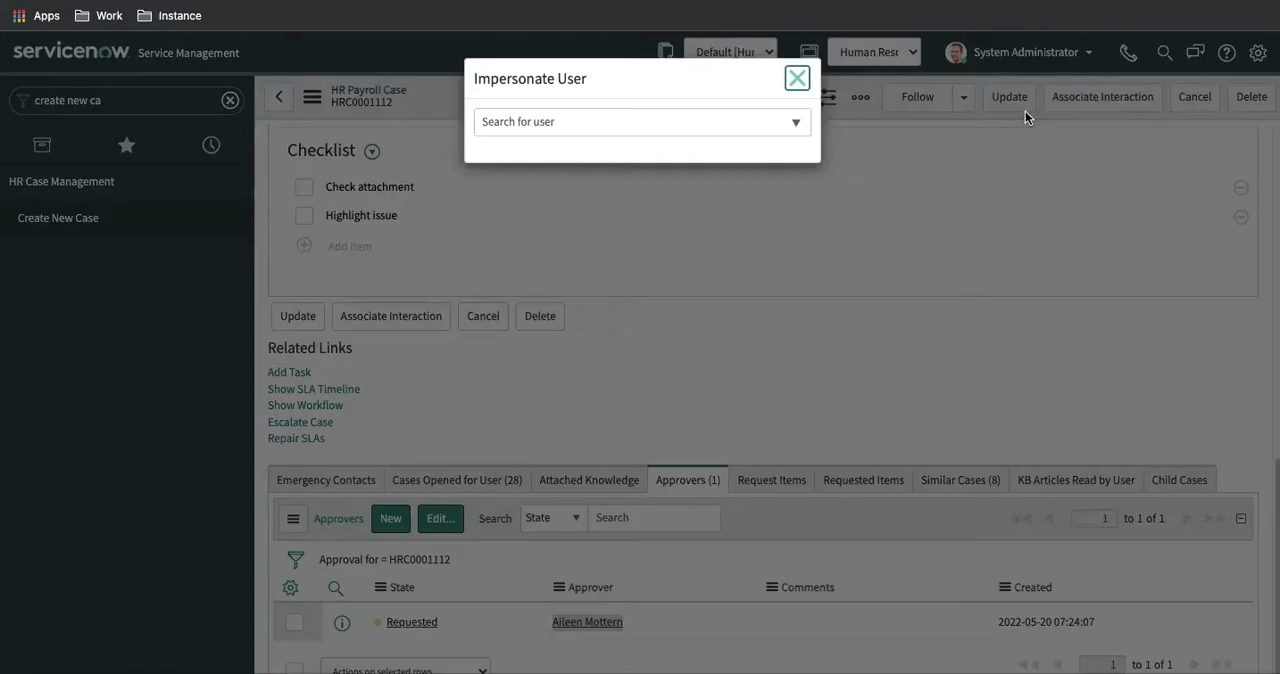 Apps Work Instance
servicenow Service Management Default [Hu Human Res System Administrator
Impersonate User
Search for user
create new ca
HR Payroll Case
HRC0001112
Follow Update Associate Interaction Cancel Delete
HR Case Management
Create New Case
Checklist
Check attachment
Highlight issue
Add item
Update Associate Interaction Cancel Delete
Related Links
Add Task
Show SLA Timeline
Show Workflow
Escalate Case
Repair SLAs
Emergency Contacts Cases Opened for User (28) Attached Knowledge Approvers (1) Request Items Requested Items Similar Cases (8) KB Articles Read by User Child Cases
Approvers New Edit... Search State Search 1 to 1 of 1
Approval for = HRC0001112
State Approver Comments Created
Requested Aileen Mottern 2022-05-20 07:24:07
Actions on selected rows... 1 to 1 of 1